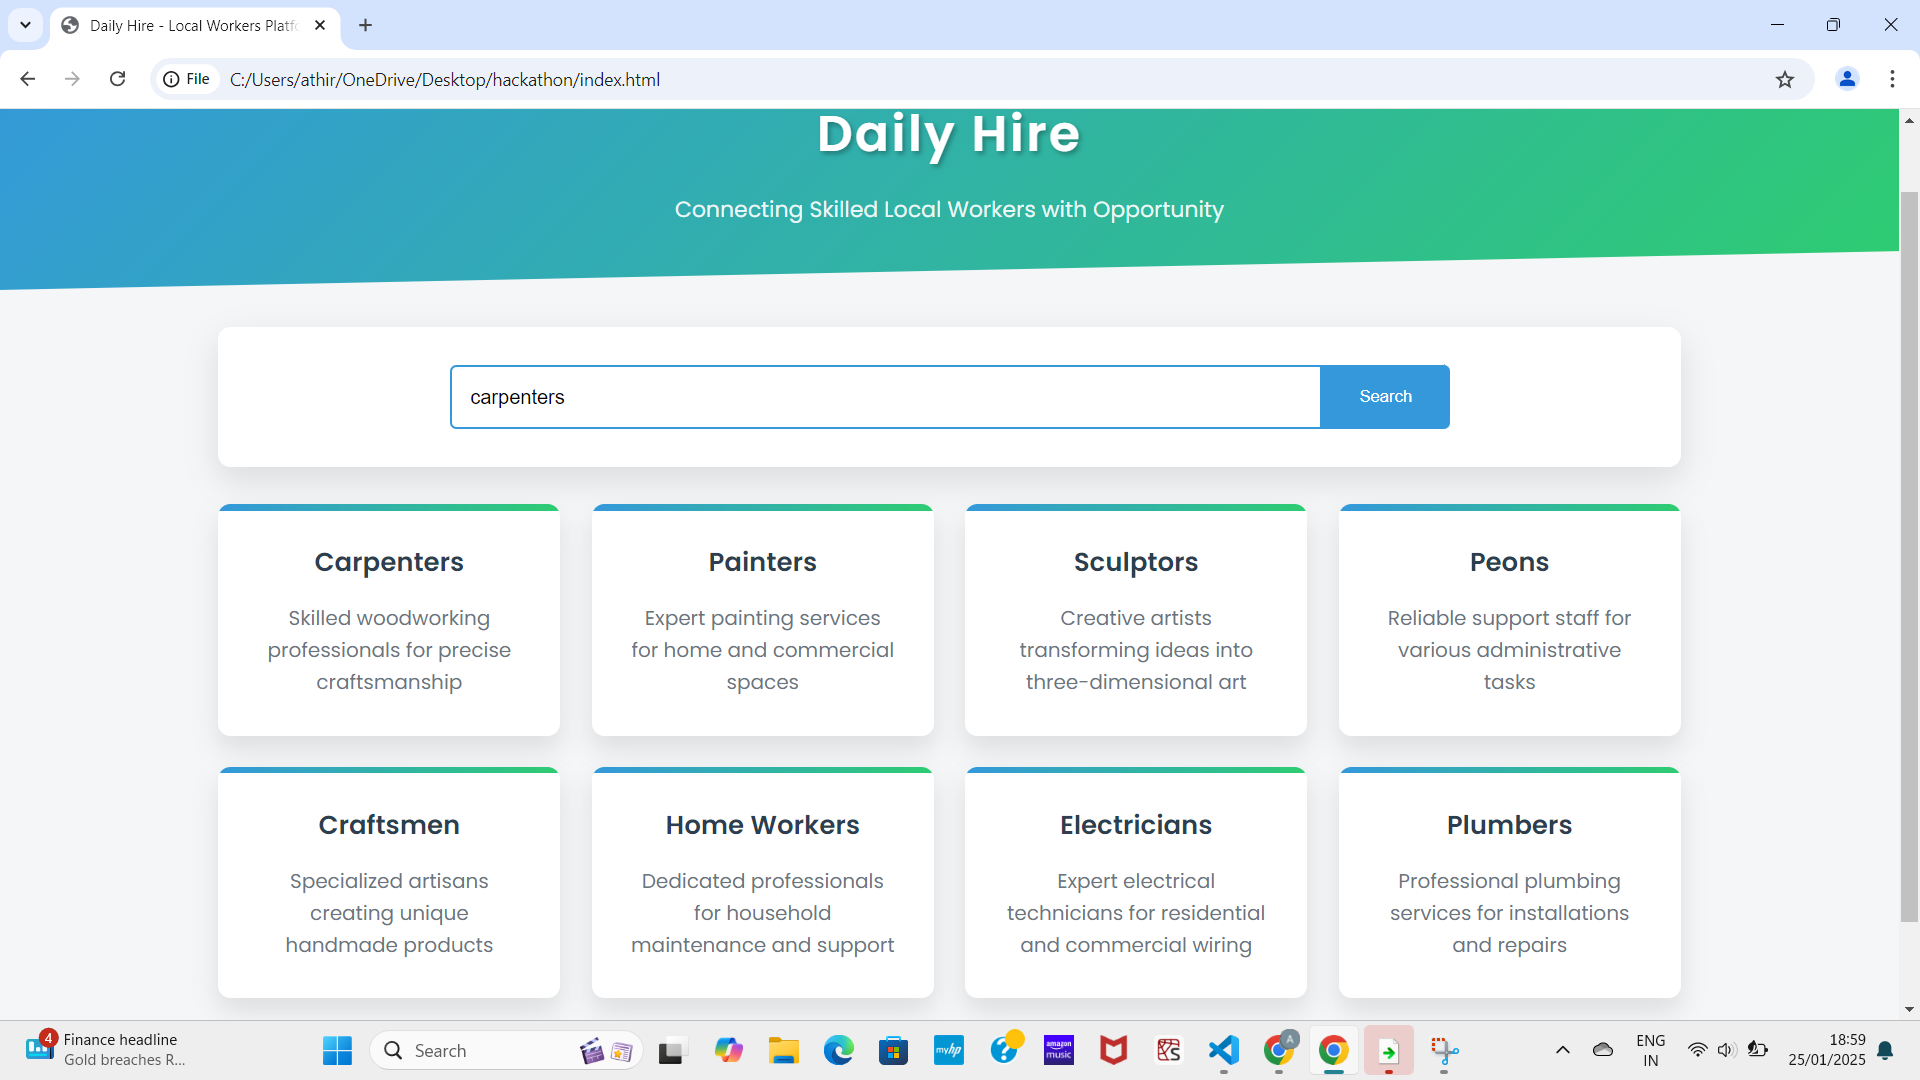 Daily Hire - Local Workers Platfo
File
C:/Users/athir/OneDrive/Desktop/hackathon/index.html
Daily Hire
Connecting Skilled Local Workers with Opportunity
carpenters
Search
Carpenters
Skilled woodworking
professionals for precise
craftsmanship
Painters
Expert painting services
for home and commercial
spaces
Sculptors
Creative artists
transforming ideas into
three-dimensional art
Peons
Reliable support staff for
various administrative
tasks
Craftsmen
Specialized artisans
creating unique
handmade products
Home Workers
Dedicated professionals
for household
maintenance and support
Electricians
Expert electrical
technicians for residential
and commercial wiring
Plumbers
Professional plumbing
services for installations
and repairs
4
Finance headline
Gold breaches R...
Search
myhp
amazon
music
A
ENG
IN
18:59
25/01/2025